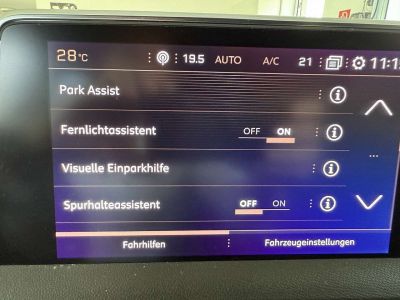 28°C 19.5 AUTO A/C 21
Park Assist
Fernlichtassistent OFF ON
Visuelle Einparkhilfe
Spurhalteassistent OFF ON
Fahrhilfen Fahrzeugeinstellungen